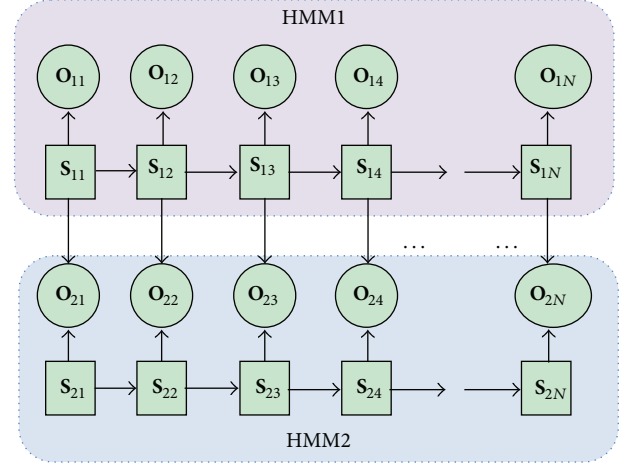 HMM1
O11 O12 O13 O14 O1N
S11 S12 S13 S14 S1N
... ...
O21 O22 O23 O24 O2N
S21 S22 S23 S24 S2N
HMM2